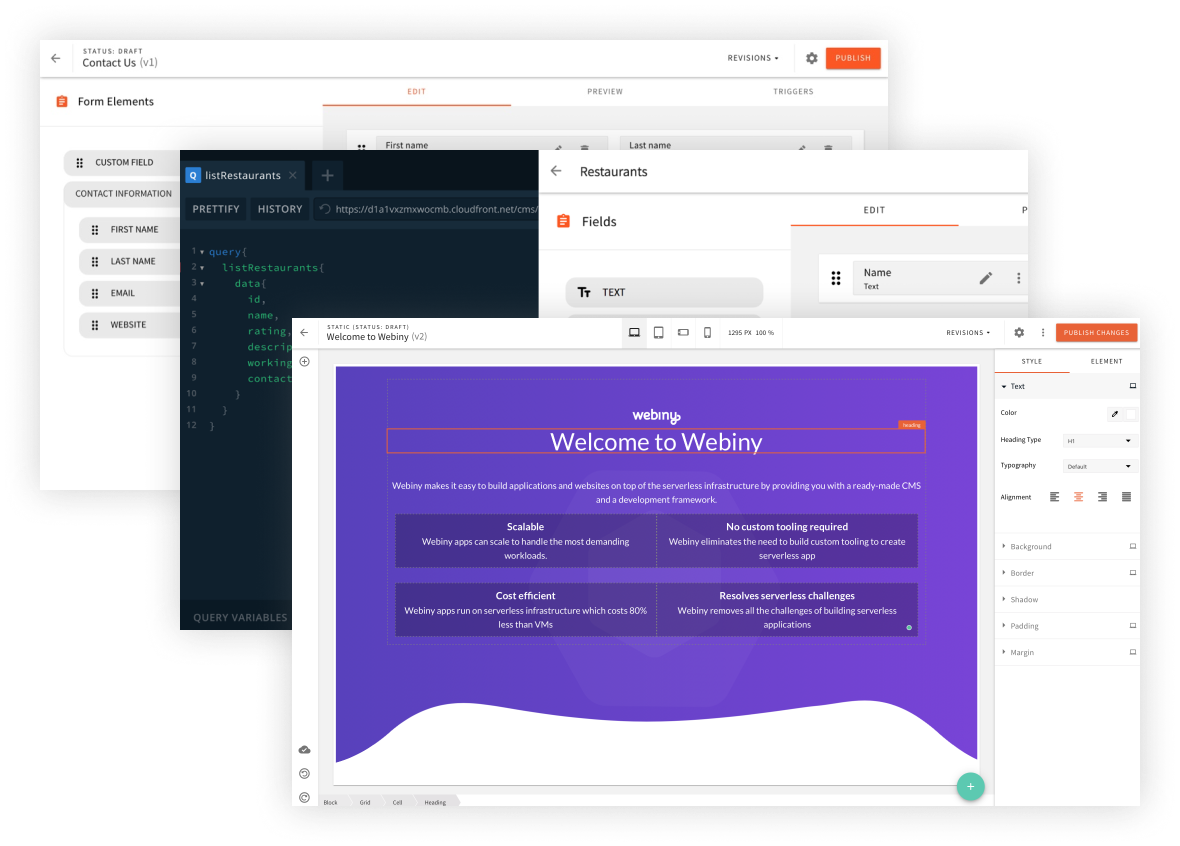 STATUS: DRAFT
Contact Us (v1)
REVISIONS
PUBLISH
Form Elements
EDIT
PREVIEW
TRIGGERS
First name
Last name
CUSTOM FIELD
CONTACT INFORMATION
FIRST NAME
LAST NAME
EMAIL
WEBSITE
Q listRestaurants
PRETTIFY
HISTORY
https://d1a1vxzmxwocmb.cloudfront.net/cms/
1 query{
2 listRestaurants{
3 data{
4 id,
5 name,
6 rating,
7 descrip
8 working
9 contact
10 }
11 }
12 }
QUERY VARIABLES
Restaurants
Fields
EDIT
P
TT TEXT
Name
Text
STATIC (STATUS: DRAFT)
Welcome to Webiny (v2)
1295 PX 100 %
REVISIONS
PUBLISH CHANGES
webiny
heading
Welcome to Webiny
Webiny makes it easy to build applications and websites on top of the serverless infrastructure by providing you with a ready-made CMS
and a development framework.
Scalable
Webiny apps can scale to handle the most demanding
workloads.
No custom tooling required
Webiny eliminates the need to build custom tooling to create
serverless app
Cost efficient
Webiny apps run on serverless infrastructure which costs 80%
less than VMs
Resolves serverless challenges
Webiny removes all the challenges of building serverless
applications
Block
Grid
Cell
Heading
STYLE
ELEMENT
Text
Color
Heading Type
H1
Typography
Default
Alignment
Background
Border
Shadow
Padding
Margin